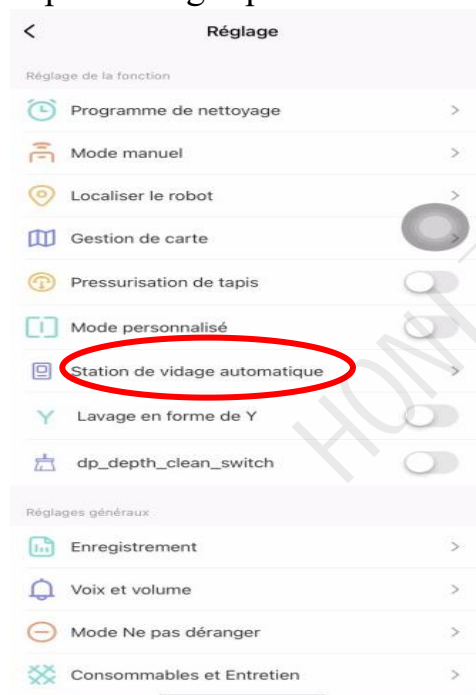 Réglage
Réglage de la fonction
Programme de nettoyage
Mode manuel
Localiser le robot
Gestion de carte
Pressurisation de tapis
Mode personnalisé
Station de vidage automatique
Lavage en forme de Y
dp_depth_clean_switch
Réglages généraux
Enregistrement
Voix et volume
Mode Ne pas déranger
Consommables et Entretien